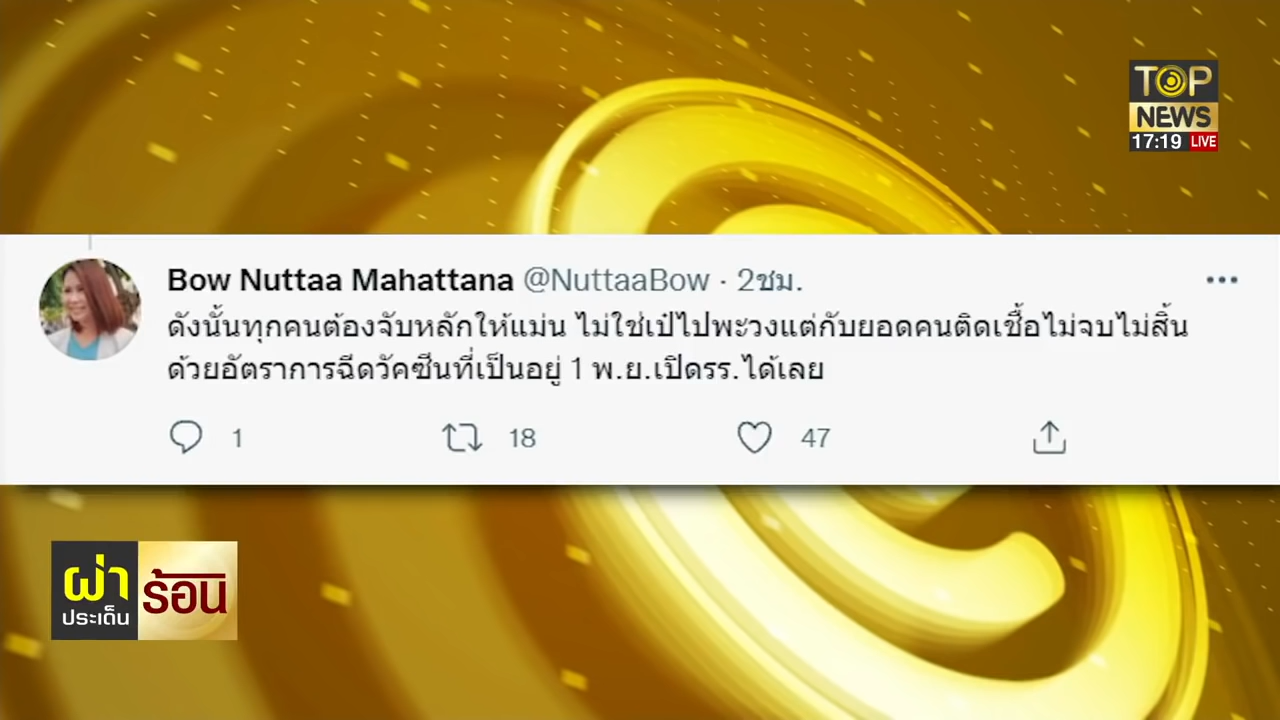 TOP
NEWS
17:19 LIVE
Bow Nuttaa Mahattana @NuttaaBow · 2ชม.
ดังนั้นทุกคนต้องจับหลักให้แม่น ไม่ใช่เป๋ไปพะวงแต่กับยอดคนติดเชื้อไม่จบไม่สิ้น
ด้วยอัตราการฉีดวัคซีนที่เป็นอยู่ 1 พ.ย.เปิดรร.ได้เลย
1 18 47
ผ่า
ประเด็น
ร้อน